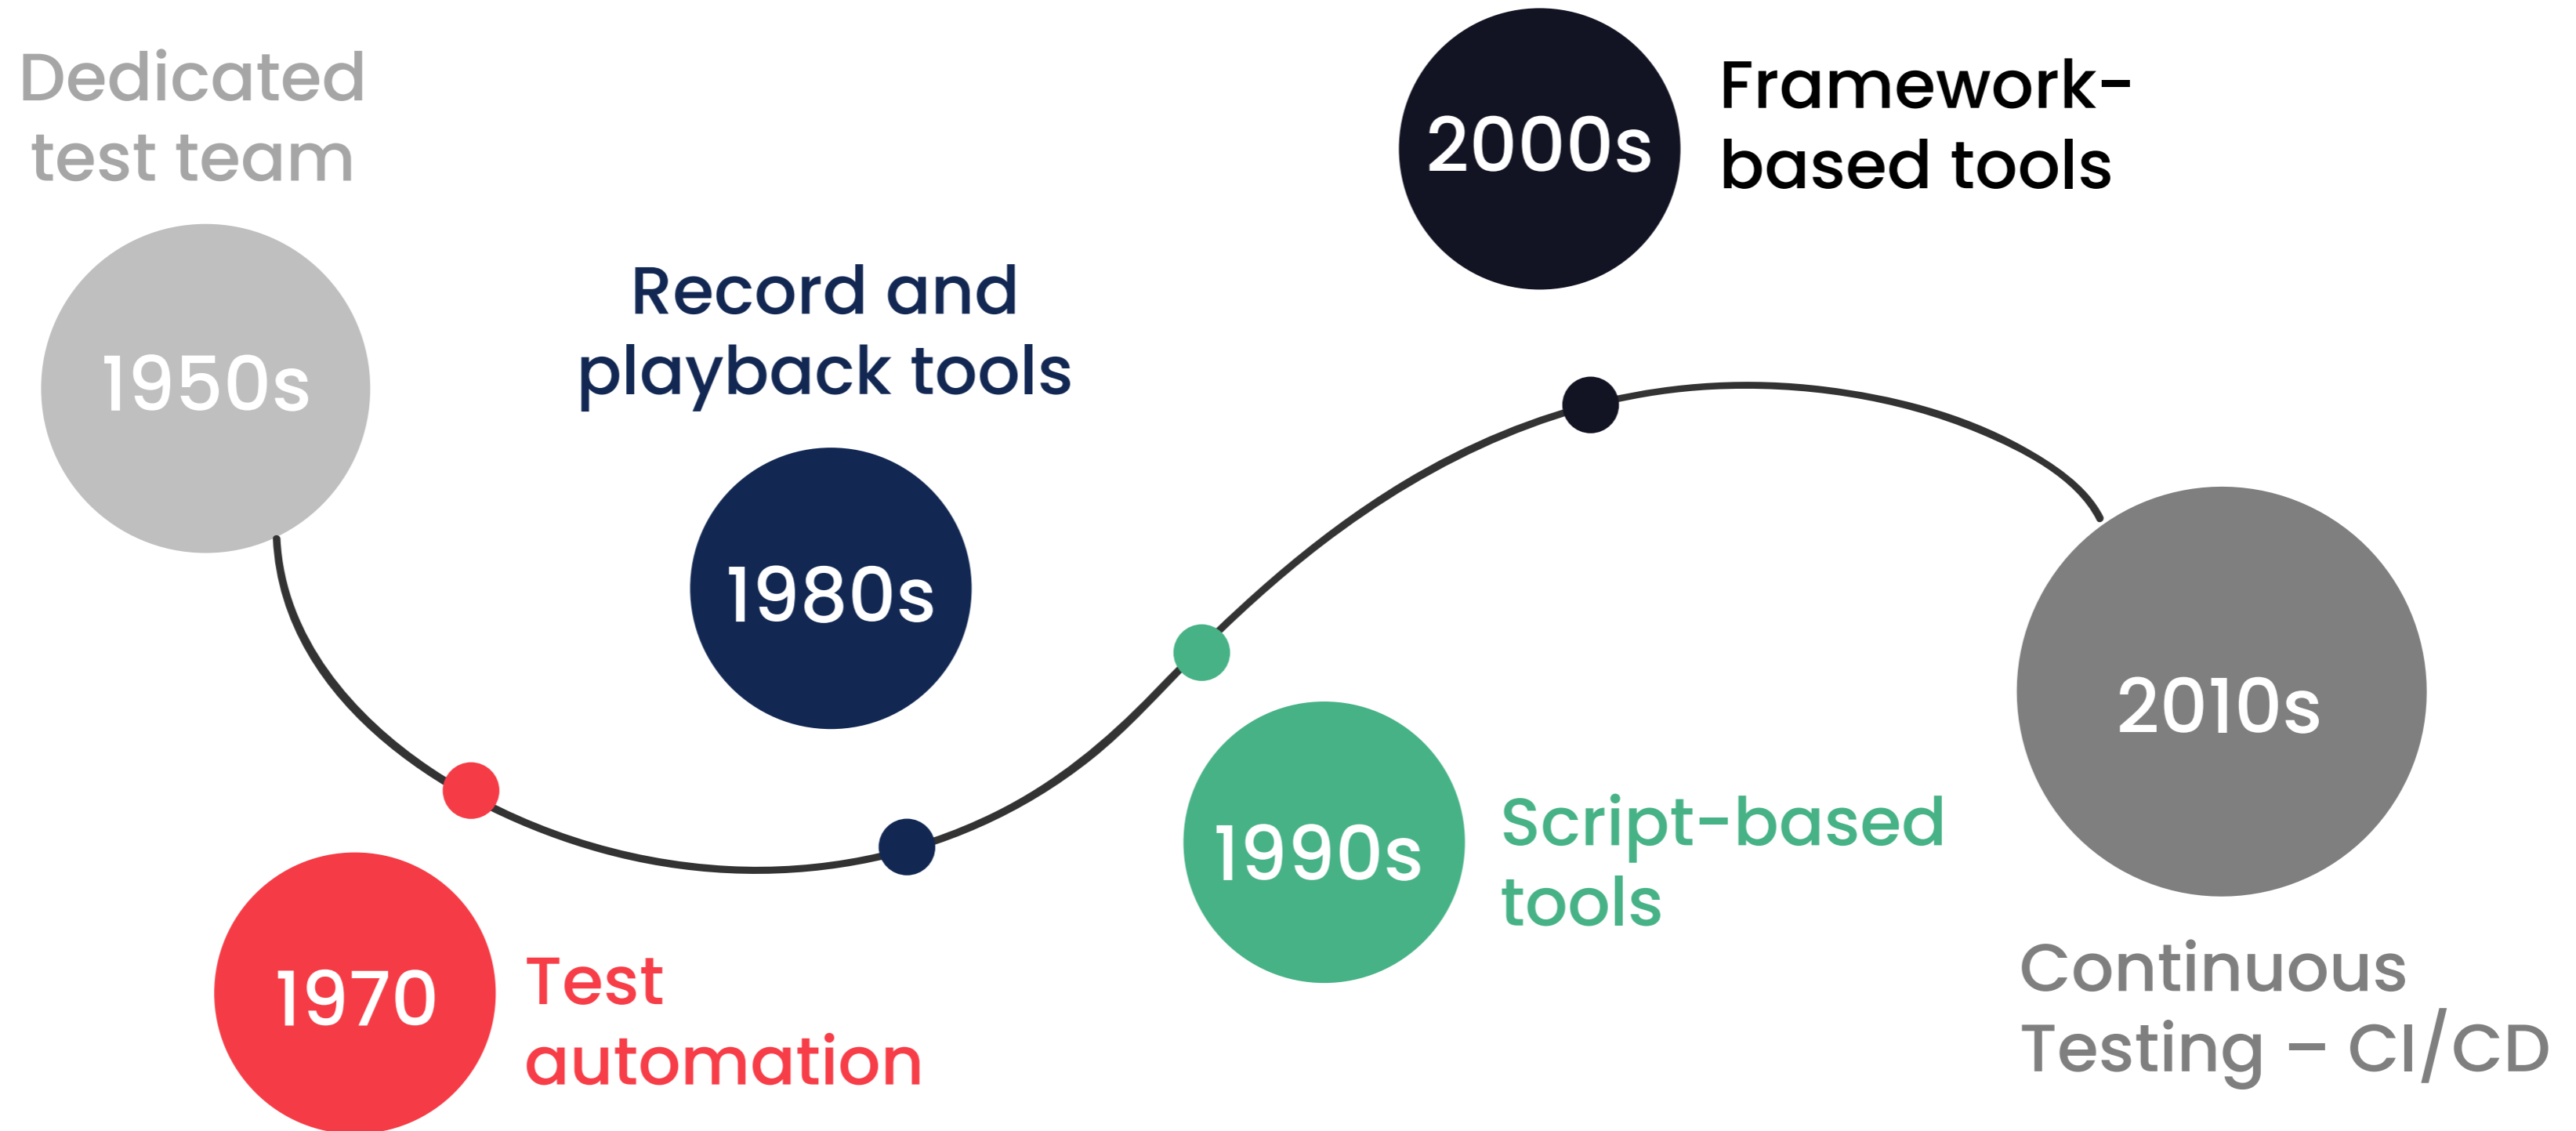 Dedicated
test team
1950s
1970
Test
automation
Record and
playback tools
1980s
1990s
Script-based
tools
2000s
Framework-
based tools
2010s
Continuous
Testing – CI/CD